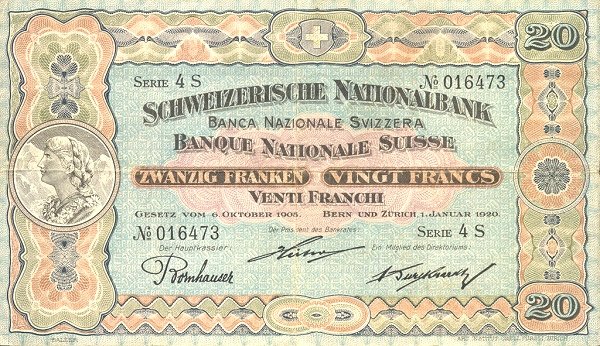 20
SERIE 4 S № 016473
SCHWEIZERISCHE NATIONALBANK
BANCA NAZIONALE SVIZZERA
BANQUE NATIONALE SUISSE
ZWANZIG FRANKEN VINGT FRANCS
VENTI FRANCHI
GESETZ VOM 6. OKTOBER 1905. BERN UND ZÜRICH, 1. JANUAR 1920.
№ 016473 SERIE 4 S
Der Hauptkassier: Der Präsident des Bankrates: Ein Mitglied des Direktoriums:
Bornhauser
20
BALZER